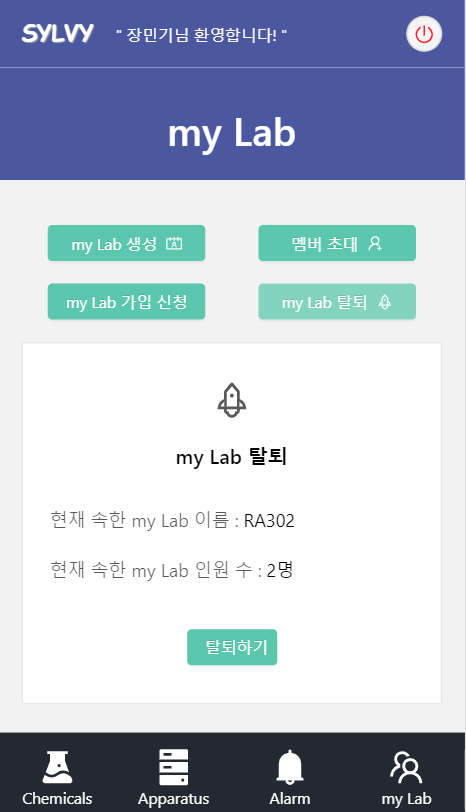 SYLVY " 장민기님 환영합니다! "
my Lab
my Lab 생성
멤버 초대
my Lab 가입 신청
my Lab 탈퇴
my Lab 탈퇴
현재 속한 my Lab 이름 : RA302
현재 속한 my Lab 인원 수 : 2명
탈퇴하기
Chemicals
Apparatus
Alarm
my Lab